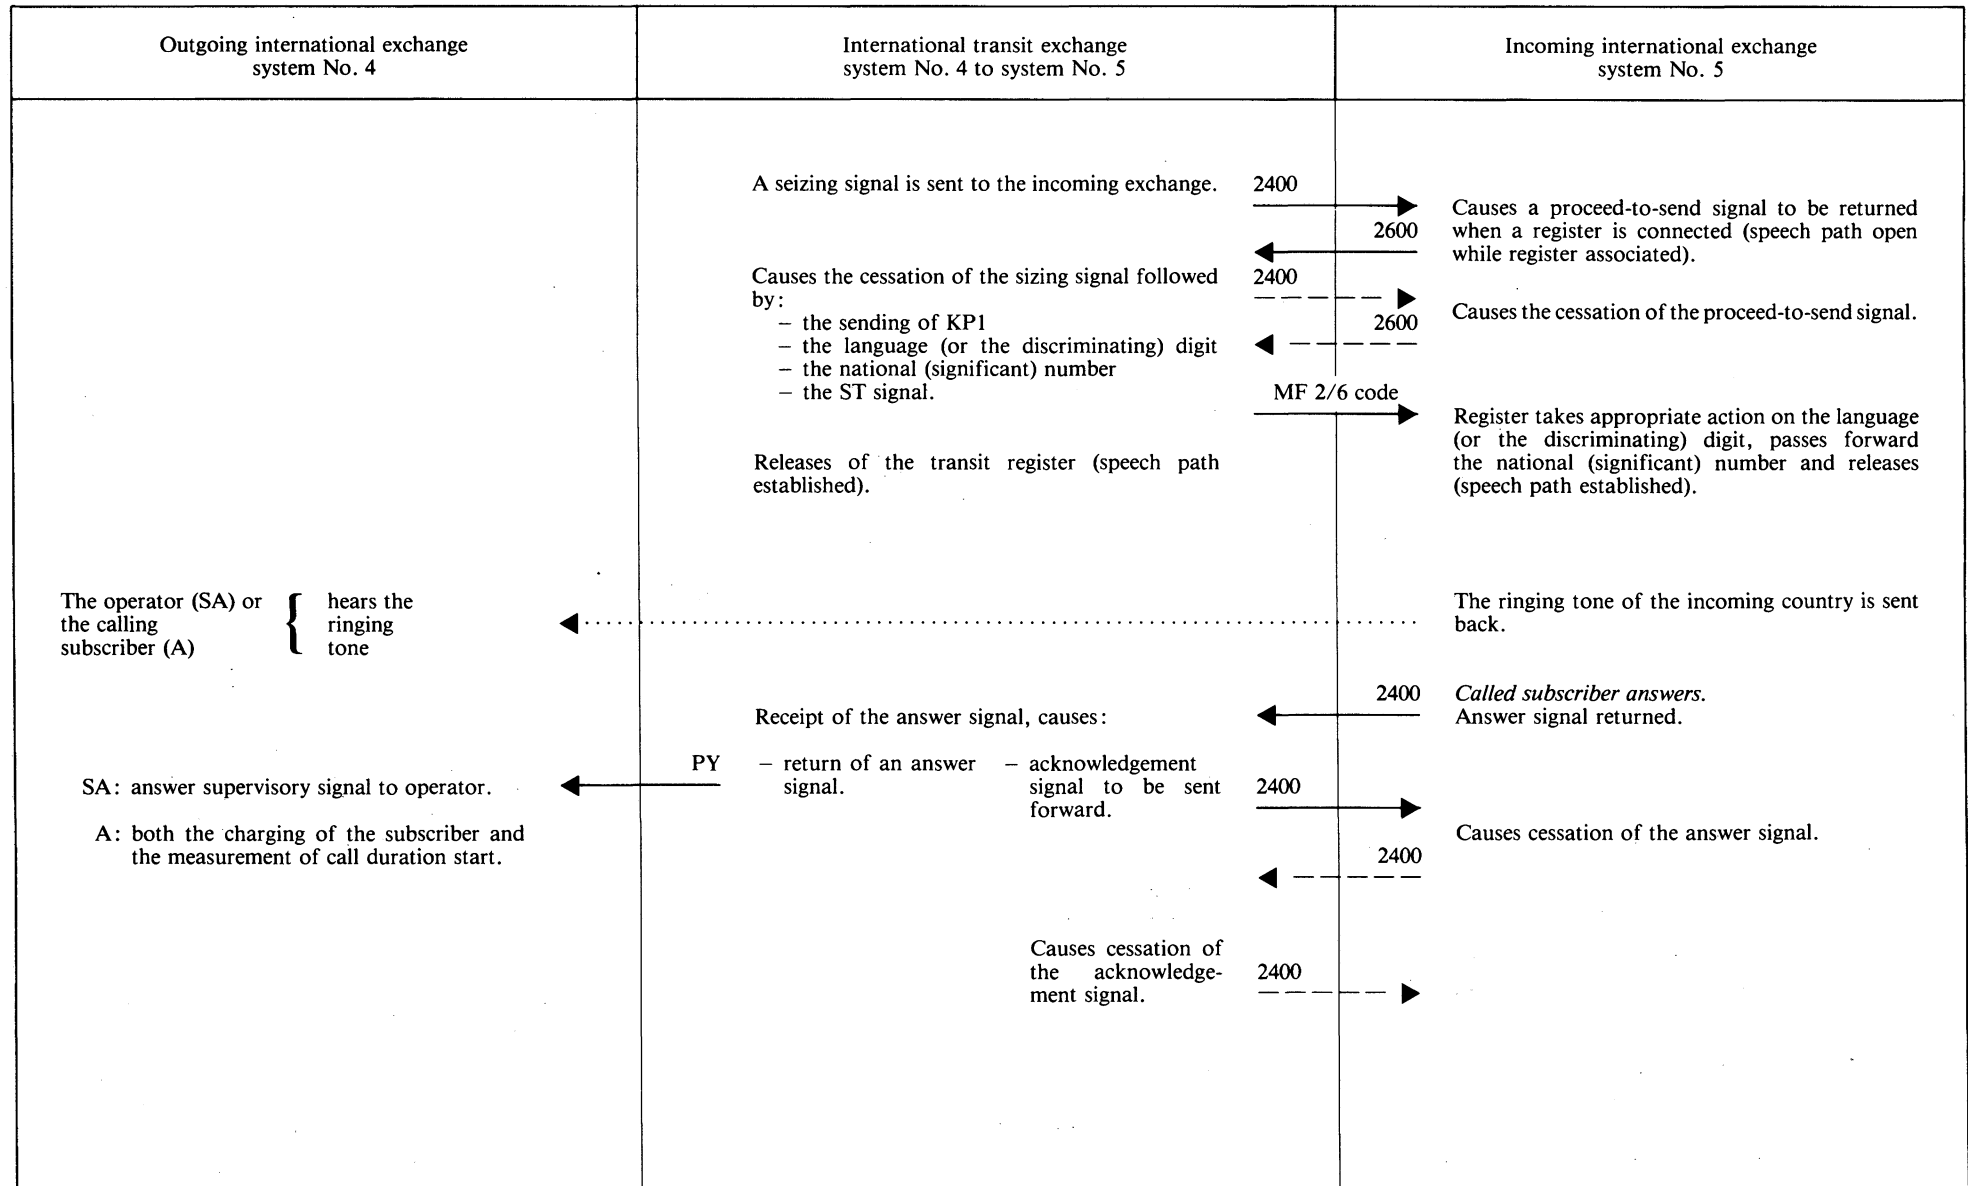 Outgoing international exchange
system No. 4
International transit exchange
system No. 4 to system No. 5
Incoming international exchange
system No. 5
A seizing signal is sent to the incoming exchange.
2400
Causes a proceed-to-send signal to be returned
when a register is connected (speech path open
while register associated).
2600
Causes the cessation of the sizing signal followed
by:
– the sending of KP1
– the language (or the discriminating) digit
– the national (significant) number
– the ST signal.
2400
Causes the cessation of the proceed-to-send signal.
2600
MF 2/6 code
Register takes appropriate action on the language
(or the discriminating) digit, passes forward
the national (significant) number and releases
(speech path established).
Releases of the transit register (speech path
established).
The operator (SA) or
the calling
subscriber (A)
{
hears the
ringing
tone
The ringing tone of the incoming country is sent
back.
2400
Called subscriber answers.
Answer signal returned.
Receipt of the answer signal, causes:
PY
– return of an answer
signal.
– acknowledgement
signal to be sent
forward.
2400
SA: answer supervisory signal to operator.
A: both the charging of the subscriber and
the measurement of call duration start.
Causes cessation of the answer signal.
2400
Causes cessation of
the acknowledge-
ment signal.
2400